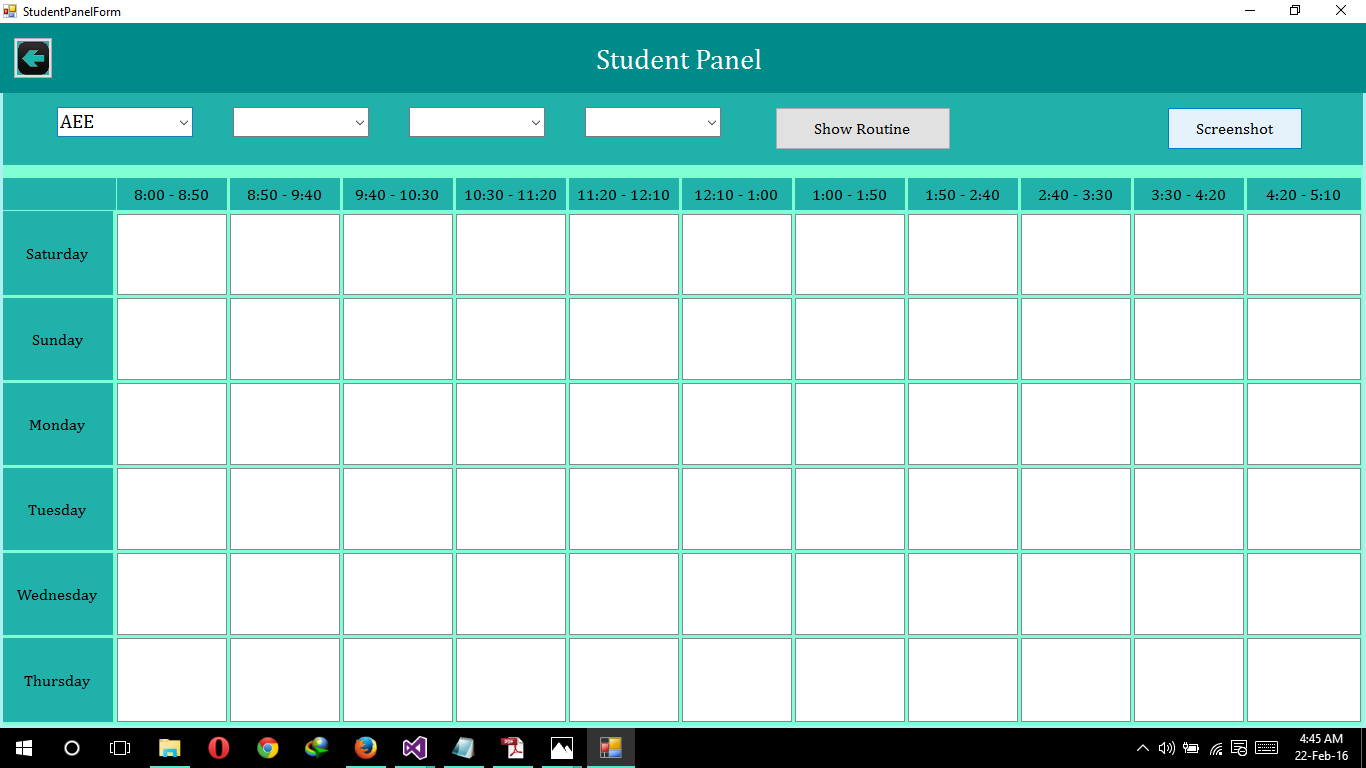 StudentPanelForm
Student Panel
AEE Show Routine Screenshot
8:00 - 8:50 8:50 - 9:40 9:40 - 10:30 10:30 - 11:20 11:20 - 12:10 12:10 - 1:00 1:00 - 1:50 1:50 - 2:40 2:40 - 3:30 3:30 - 4:20 4:20 - 5:10
Saturday
Sunday
Monday
Tuesday
Wednesday
Thursday
4:45 AM
22-Feb-16